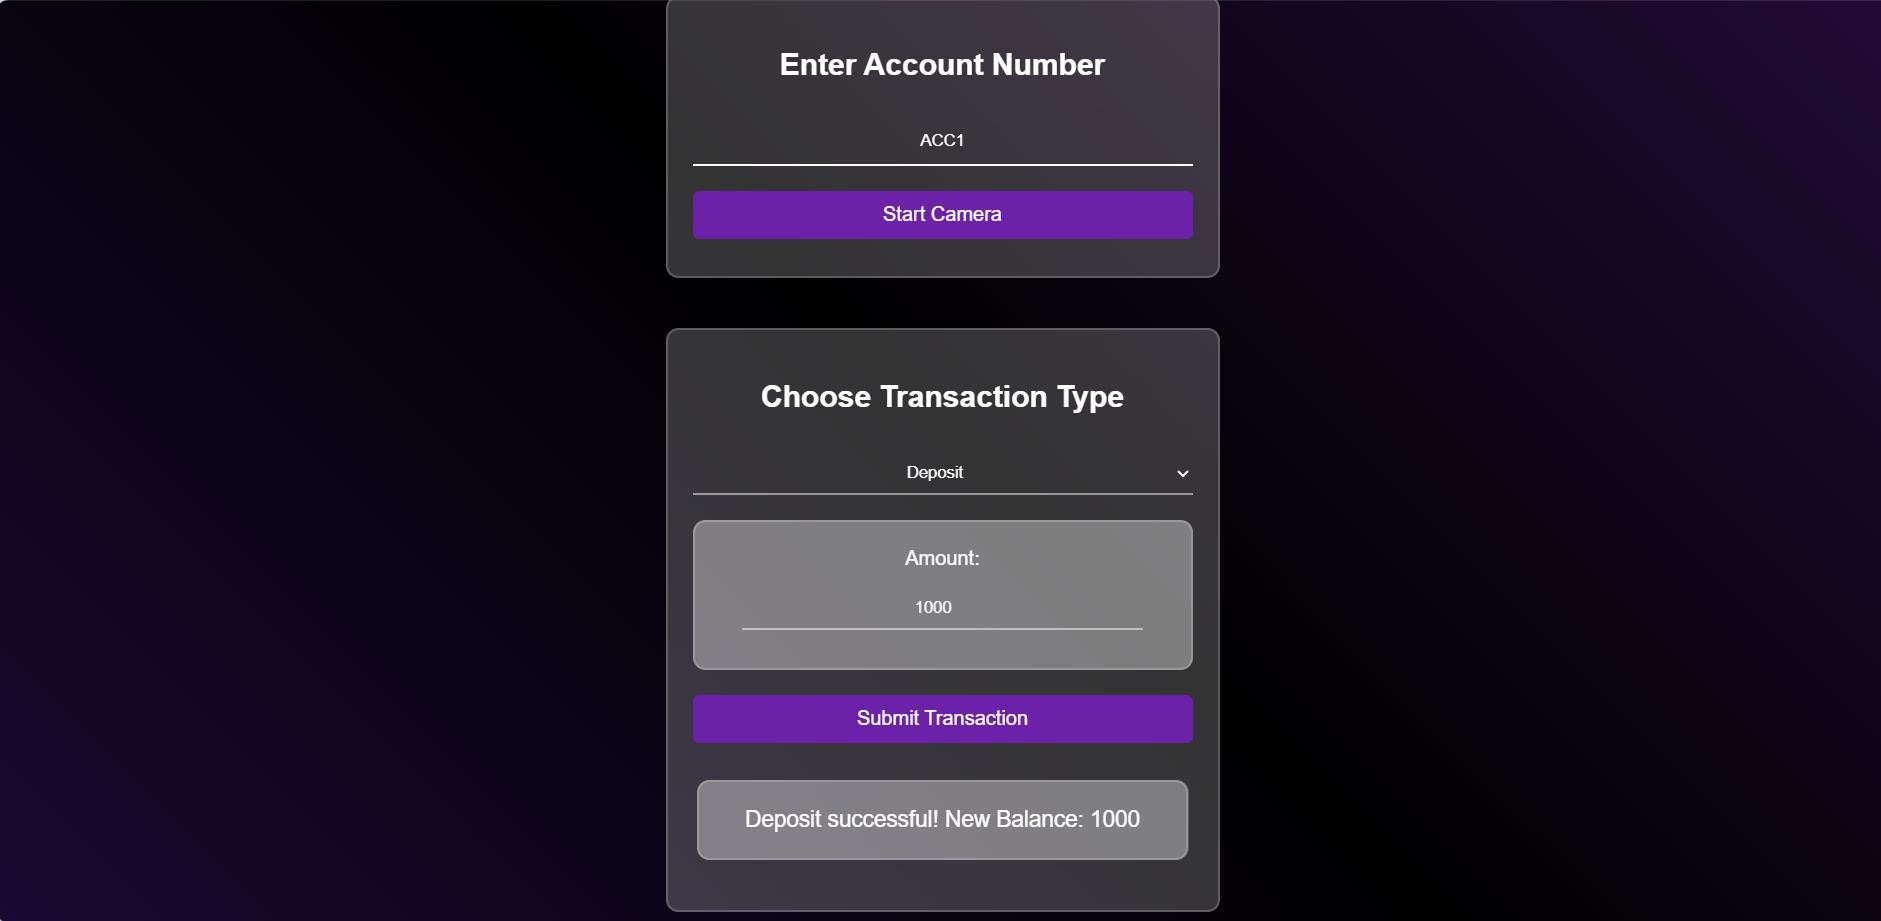 Enter Account Number
ACC1
Start Camera
Choose Transaction Type
Deposit
Amount:
1000
Submit Transaction
Deposit successful! New Balance: 1000